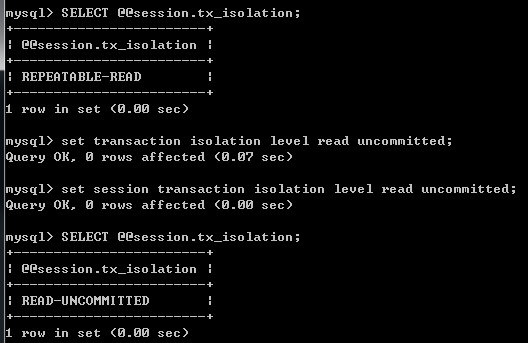 mysql> SELECT @@session.tx_isolation;
+------------------------+
| @@session.tx_isolation |
+------------------------+
| REPEATABLE-READ        |
+------------------------+
1 row in set (0.00 sec)

mysql> set transaction isolation level read uncommitted;
Query OK, 0 rows affected (0.07 sec)

mysql> set session transaction isolation level read uncommitted;
Query OK, 0 rows affected (0.00 sec)

mysql> SELECT @@session.tx_isolation;
+------------------------+
| @@session.tx_isolation |
+------------------------+
| READ-UNCOMMITTED       |
+------------------------+
1 row in set (0.00 sec)